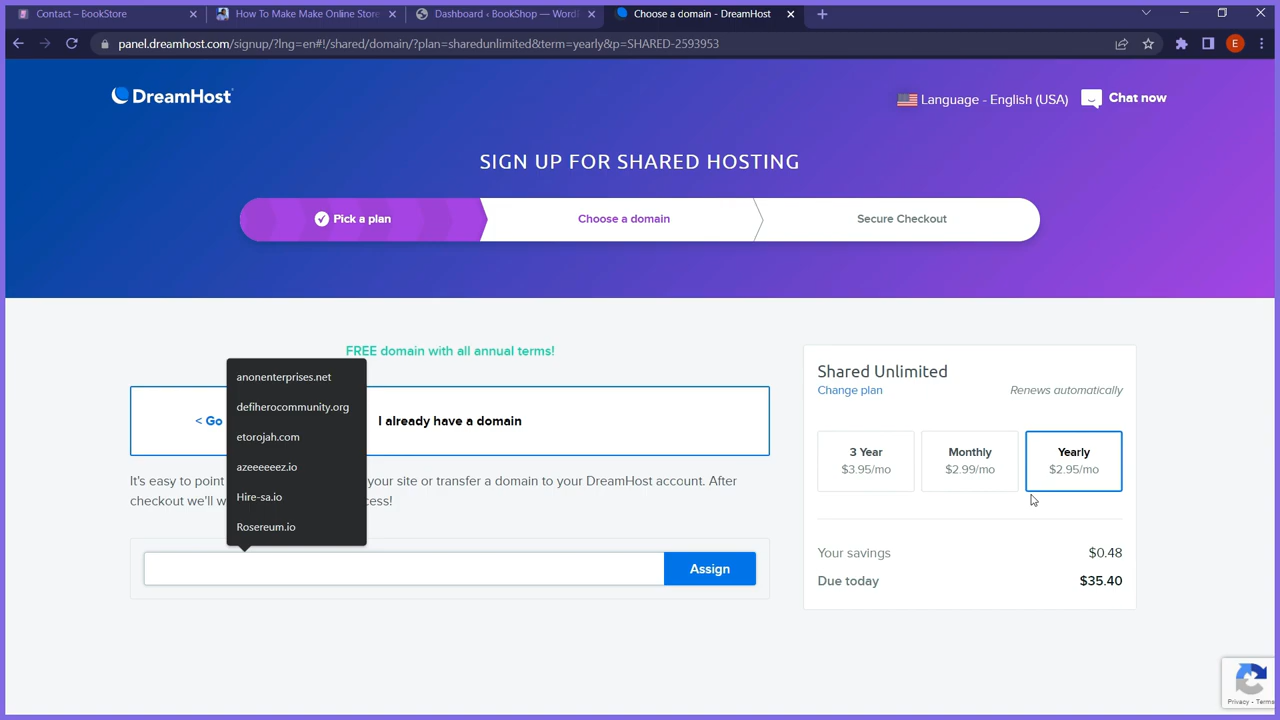 Contact – BookStore
How To Make Make Online Store
Dashboard ‹ BookShop — Word
Choose a domain - DreamHost
panel.dreamhost.com/signup/?lng=en#!/shared/domain/?plan=sharedunlimited&term=yearly&p=SHARED-2593953
E
DreamHost
Language - English (USA)
Chat now
SIGN UP FOR SHARED HOSTING
Pick a plan
Choose a domain
Secure Checkout
FREE domain with all annual terms!
anonenterprises.net
defiherocommunity.org
etorojah.com
azeeeeeez.io
Hire-sa.io
Rosereum.io
< Go
I already have a domain
It's easy to point your site or transfer a domain to your DreamHost account. After
checkout we'll
Assign
Shared Unlimited
Change plan
Renews automatically
3 Year
$3.95/mo
Monthly
$2.99/mo
Yearly
$2.95/mo
Your savings
$0.48
Due today
$35.40
Privacy - Terms